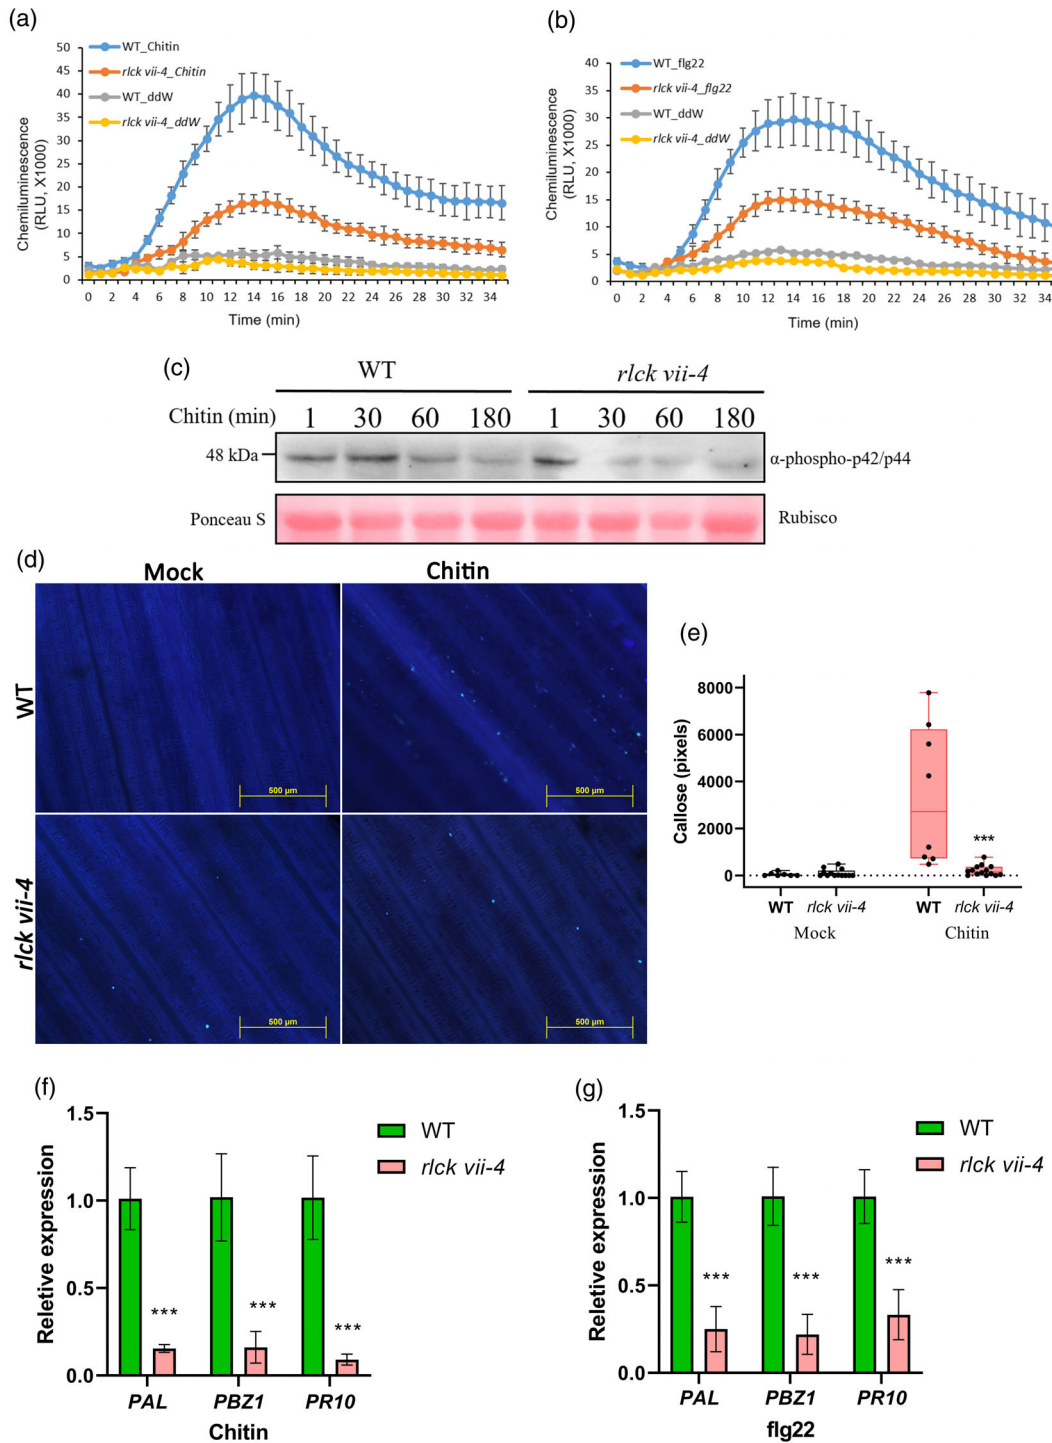 (a)
50
45
40
35
30
25
20
15
10
5
0
Chemiluminescence
(RLU, X1000)
WT_Chitin
rlck vii-4_Chitin
WT_ddW
rlck vii-4_ddW
0 2 4 6 8 10 12 14 16 18 20 22 24 26 28 30 32 34
Time (min)
(b)
40
35
30
25
20
15
10
5
0
Chemiluminescence
(RLU, X1000)
WT_flg22
rlck vii-4_flg22
WT_ddW
rlck vii-4_ddW
0 2 4 6 8 10 12 14 16 18 20 22 24 26 28 30 32 34
Time (min)
(c)
WT rlck vii-4
Chitin (min) 1 30 60 180 1 30 60 180
48 kDa α-phospho-p42/p44
Ponceau S Rubisco
(d)
Mock Chitin
WT
500 µm 500 µm
rlck vii-4
500 µm 500 µm
(e)
8000
6000
4000
2000
0
Callose (pixels)
***
WT rlck vii-4 WT rlck vii-4
Mock Chitin
(f)
1.5
1.0
0.5
0.0
Reletive expression
WT
rlck vii-4
*** *** ***
PAL PBZ1 PR10
Chitin
(g)
1.5
1.0
0.5
0.0
Reletive expression
WT
rlck vii-4
*** *** ***
PAL PBZ1 PR10
flg22